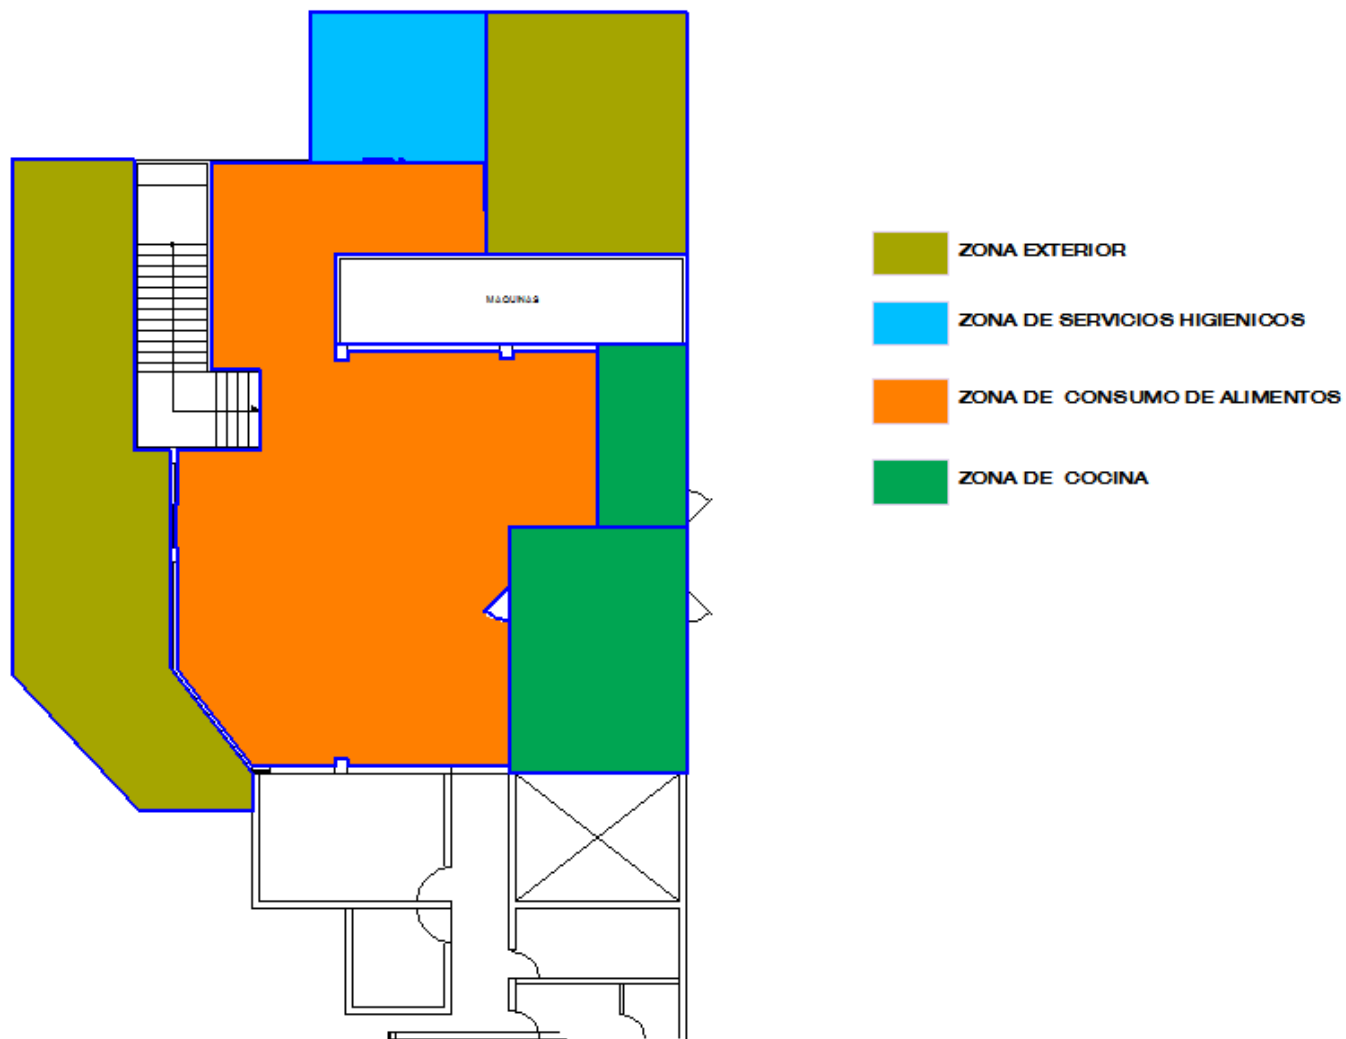 ZONA EXTERIOR
MAQUINAS
ZONA DE SERVICIOS HIGIENICOS
ZONA DE CONSUMO DE ALIMENTOS
ZONA DE COCINA